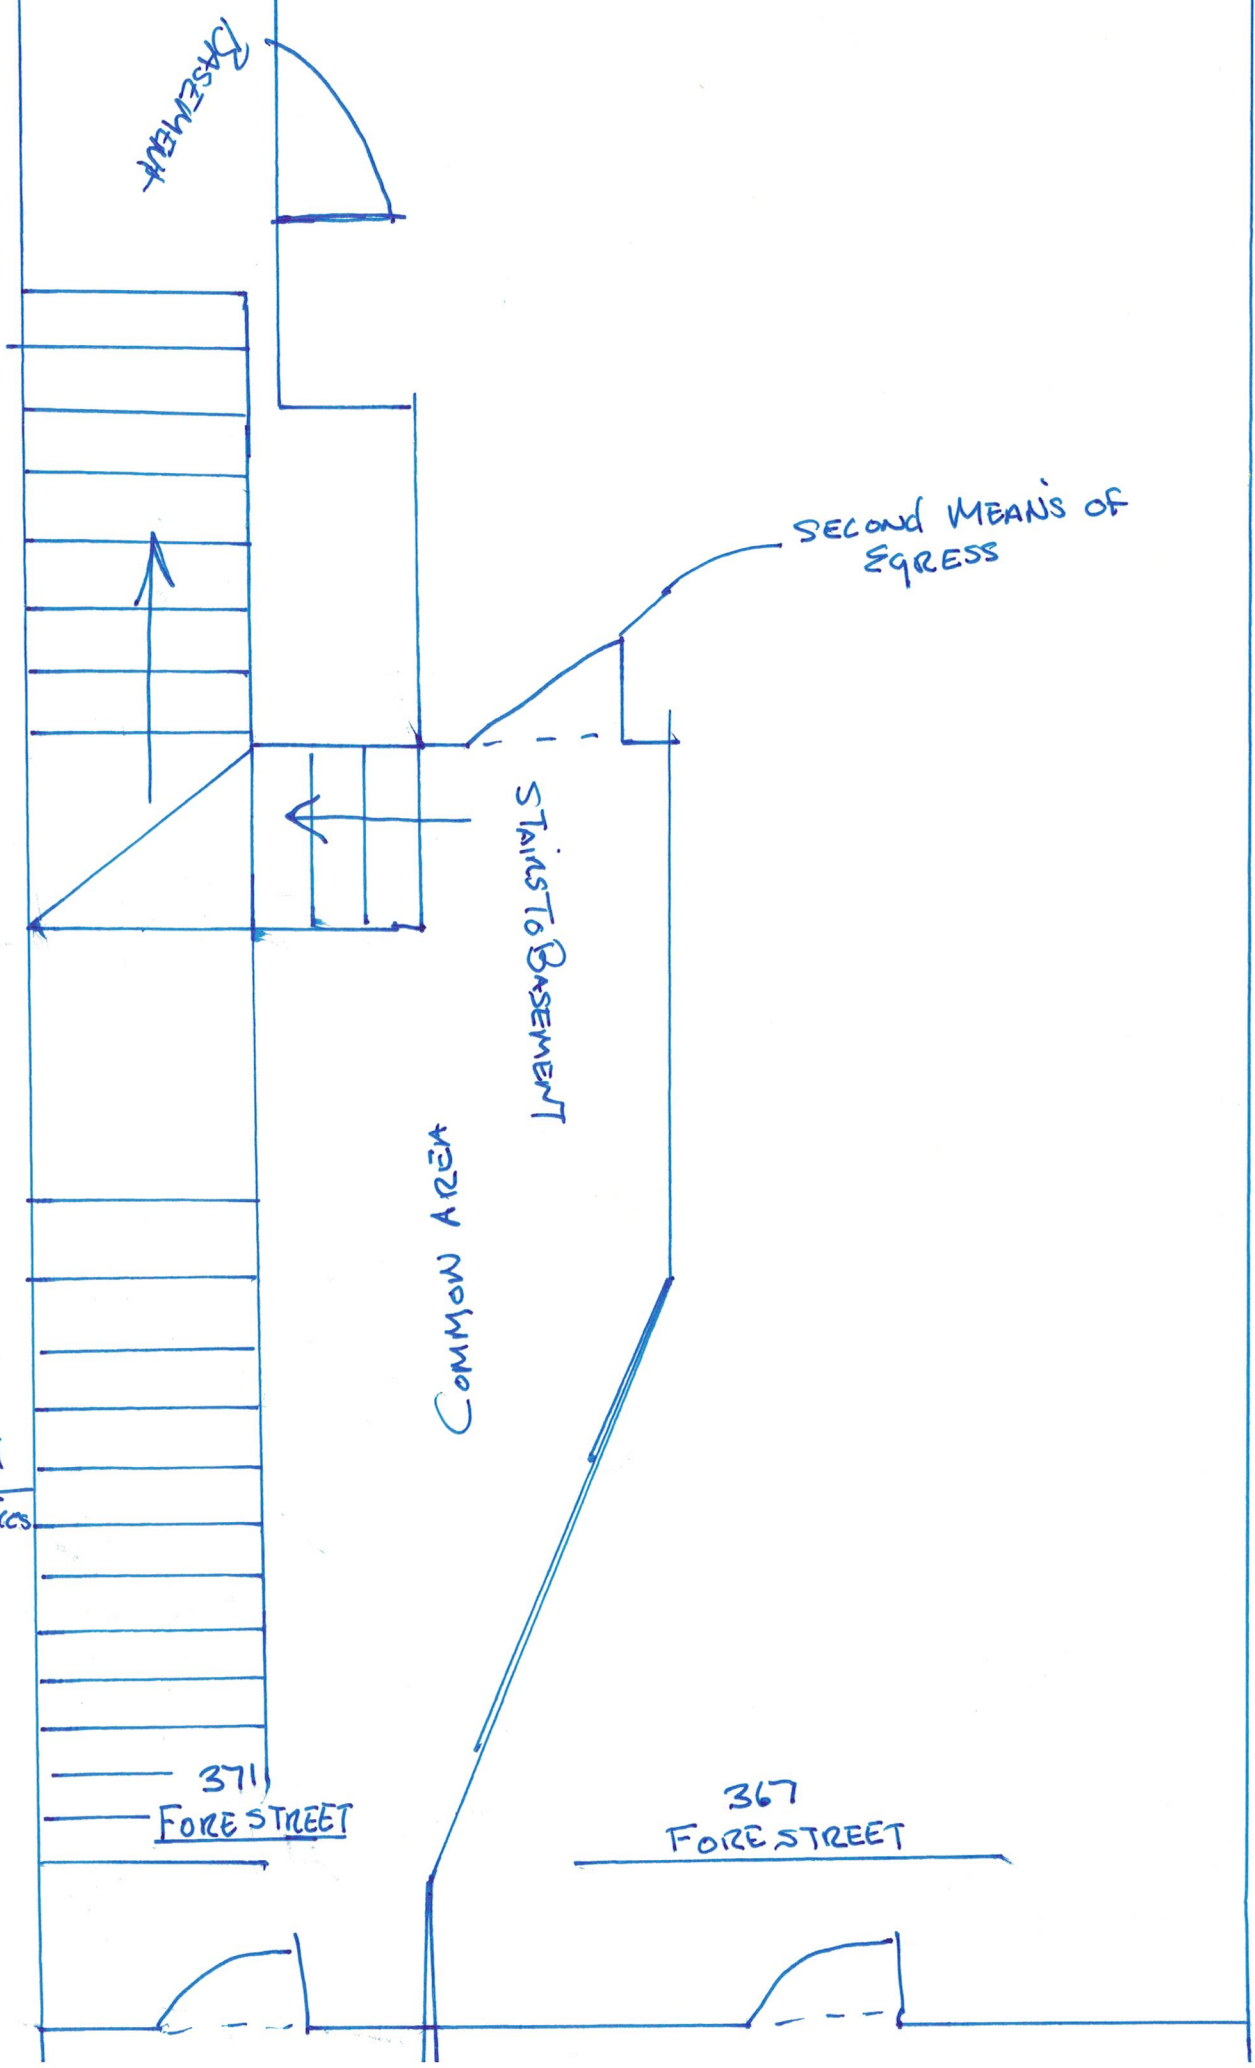 BASEMENT
SECOND MEANS OF
EGRESS
STAIRS TO BASEMENT
COMMON AREA
371
FORE STREET
367
FORE STREET